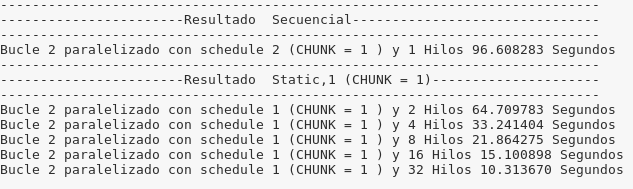 ---------------------------------------------------------------------------
-----------------------Resultado  Secuencial-------------------------------
---------------------------------------------------------------------------
Bucle 2 paralelizado con schedule 2 (CHUNK = 1 ) y 1 Hilos 96.608283 Segundos
---------------------------------------------------------------------------
-----------------------Resultado  Static,1 (CHUNK = 1)---------------------
---------------------------------------------------------------------------
Bucle 2 paralelizado con schedule 1 (CHUNK = 1 ) y 2 Hilos 64.709783 Segundos
Bucle 2 paralelizado con schedule 1 (CHUNK = 1 ) y 4 Hilos 33.241404 Segundos
Bucle 2 paralelizado con schedule 1 (CHUNK = 1 ) y 8 Hilos 21.864275 Segundos
Bucle 2 paralelizado con schedule 1 (CHUNK = 1 ) y 16 Hilos 15.100898 Segundos
Bucle 2 paralelizado con schedule 1 (CHUNK = 1 ) y 32 Hilos 10.313670 Segundos